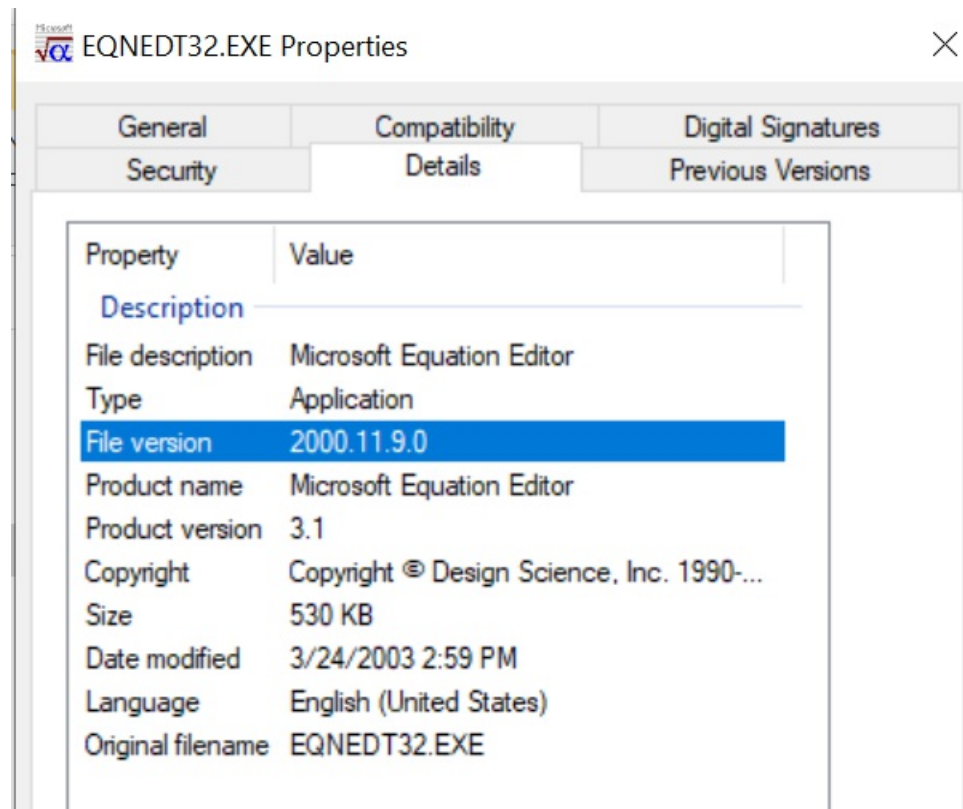 Microsoft
√α EQNEDT32.EXE Properties
General Compatibility Digital Signatures
Security Details Previous Versions
Property Value
Description
File description Microsoft Equation Editor
Type Application
File version 2000.11.9.0
Product name Microsoft Equation Editor
Product version 3.1
Copyright Copyright © Design Science, Inc. 1990-...
Size 530 KB
Date modified 3/24/2003 2:59 PM
Language English (United States)
Original filename EQNEDT32.EXE